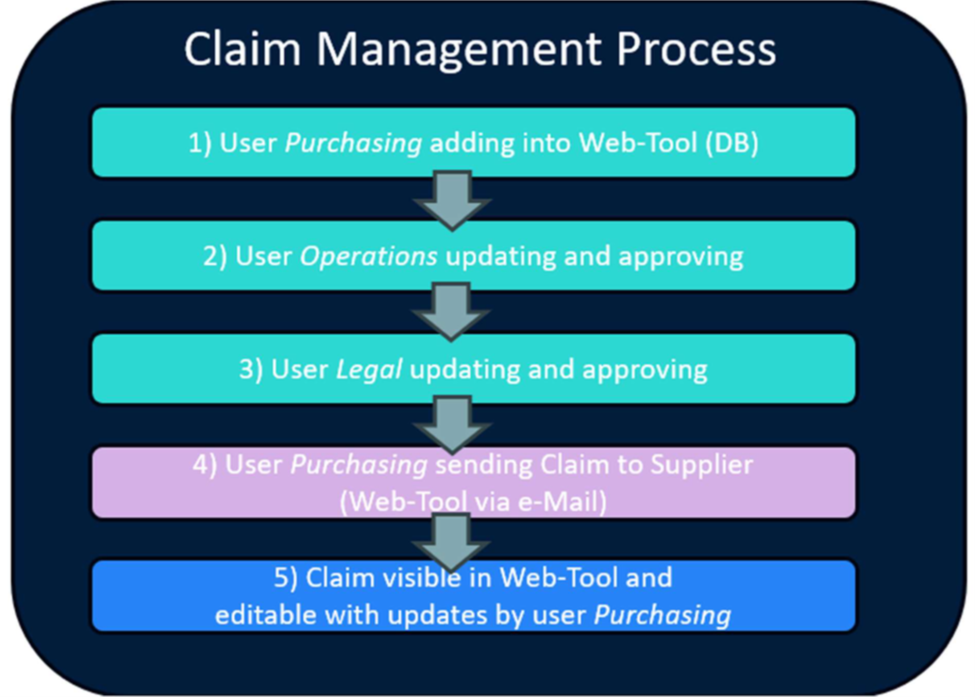 Claim Management Process
1) User Purchasing adding into Web-Tool (DB)
2) User Operations updating and approving
3) User Legal updating and approving
4) User Purchasing sending Claim to Supplier
(Web-Tool via e-Mail)
5) Claim visible in Web-Tool and
editable with updates by user Purchasing